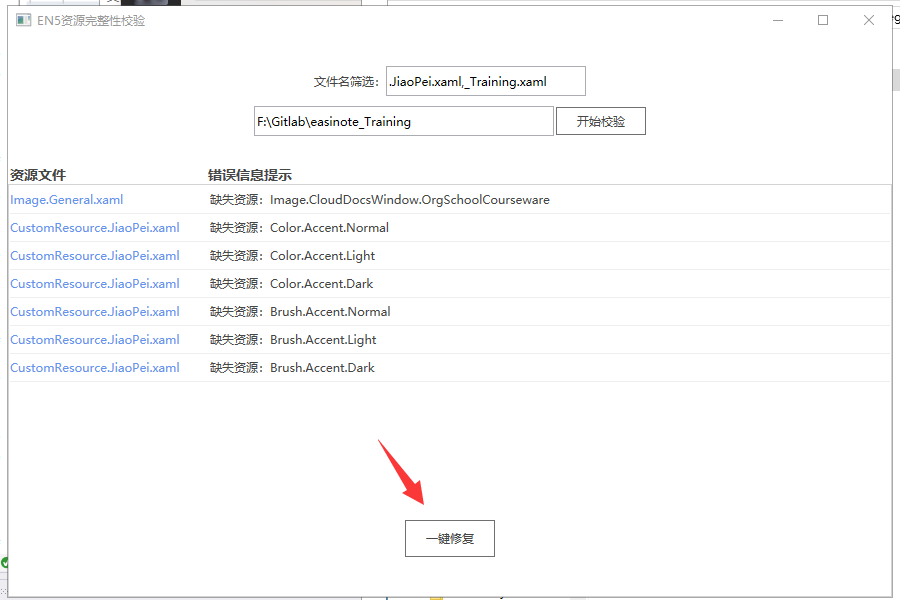 EN5资源完整性校验
文件名筛选: .JiaoPei.xaml,_Training.xaml
F:\Gitlab\easinote_Training 开始校验
资源文件 错误信息提示
Image.General.xaml 缺失资源: Image.CloudDocsWindow.OrgSchoolCourseware
CustomResource.JiaoPei.xaml 缺失资源: Color.Accent.Normal
CustomResource.JiaoPei.xaml 缺失资源: Color.Accent.Light
CustomResource.JiaoPei.xaml 缺失资源: Color.Accent.Dark
CustomResource.JiaoPei.xaml 缺失资源: Brush.Accent.Normal
CustomResource.JiaoPei.xaml 缺失资源: Brush.Accent.Light
CustomResource.JiaoPei.xaml 缺失资源: Brush.Accent.Dark
一键修复